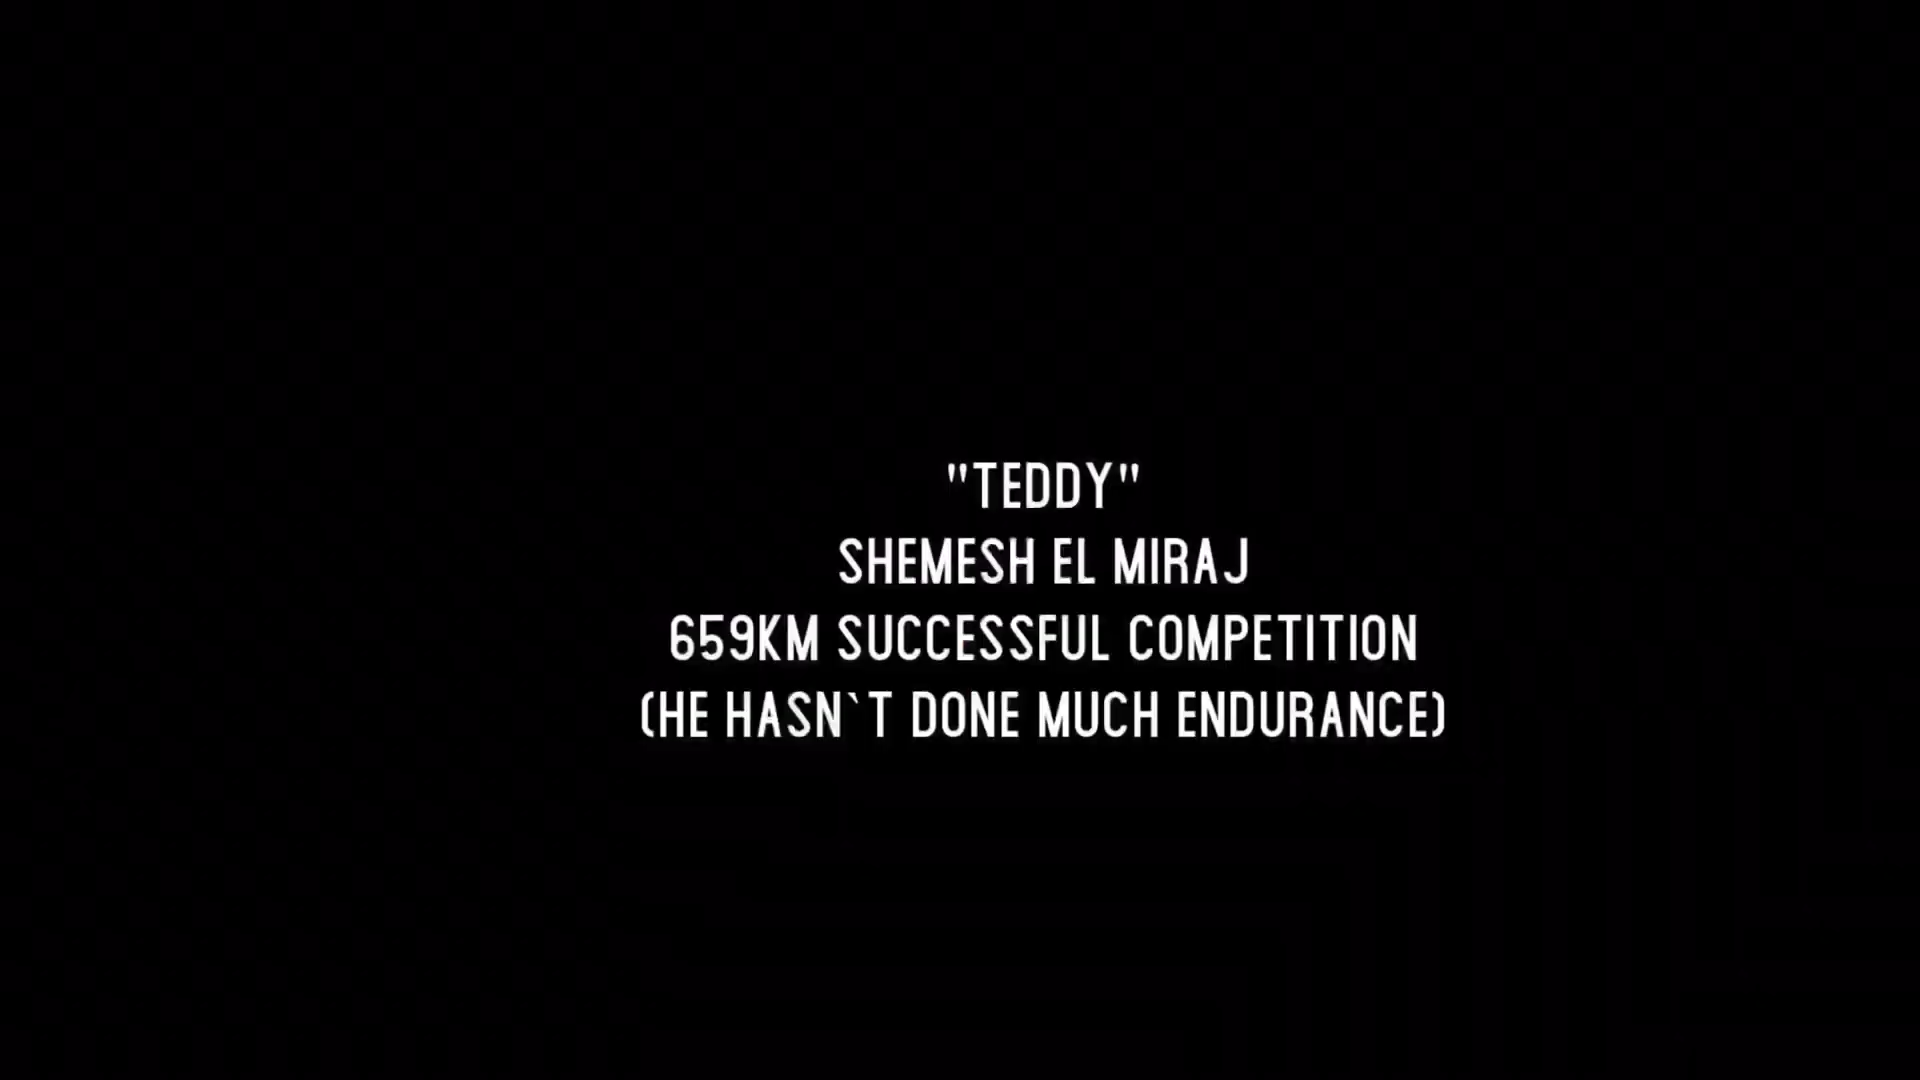 "TEDDY"
SHEMESH EL MIRAJ
659KM SUCCESSFUL COMPETITION
(HE HASN`T DONE MUCH ENDURANCE)